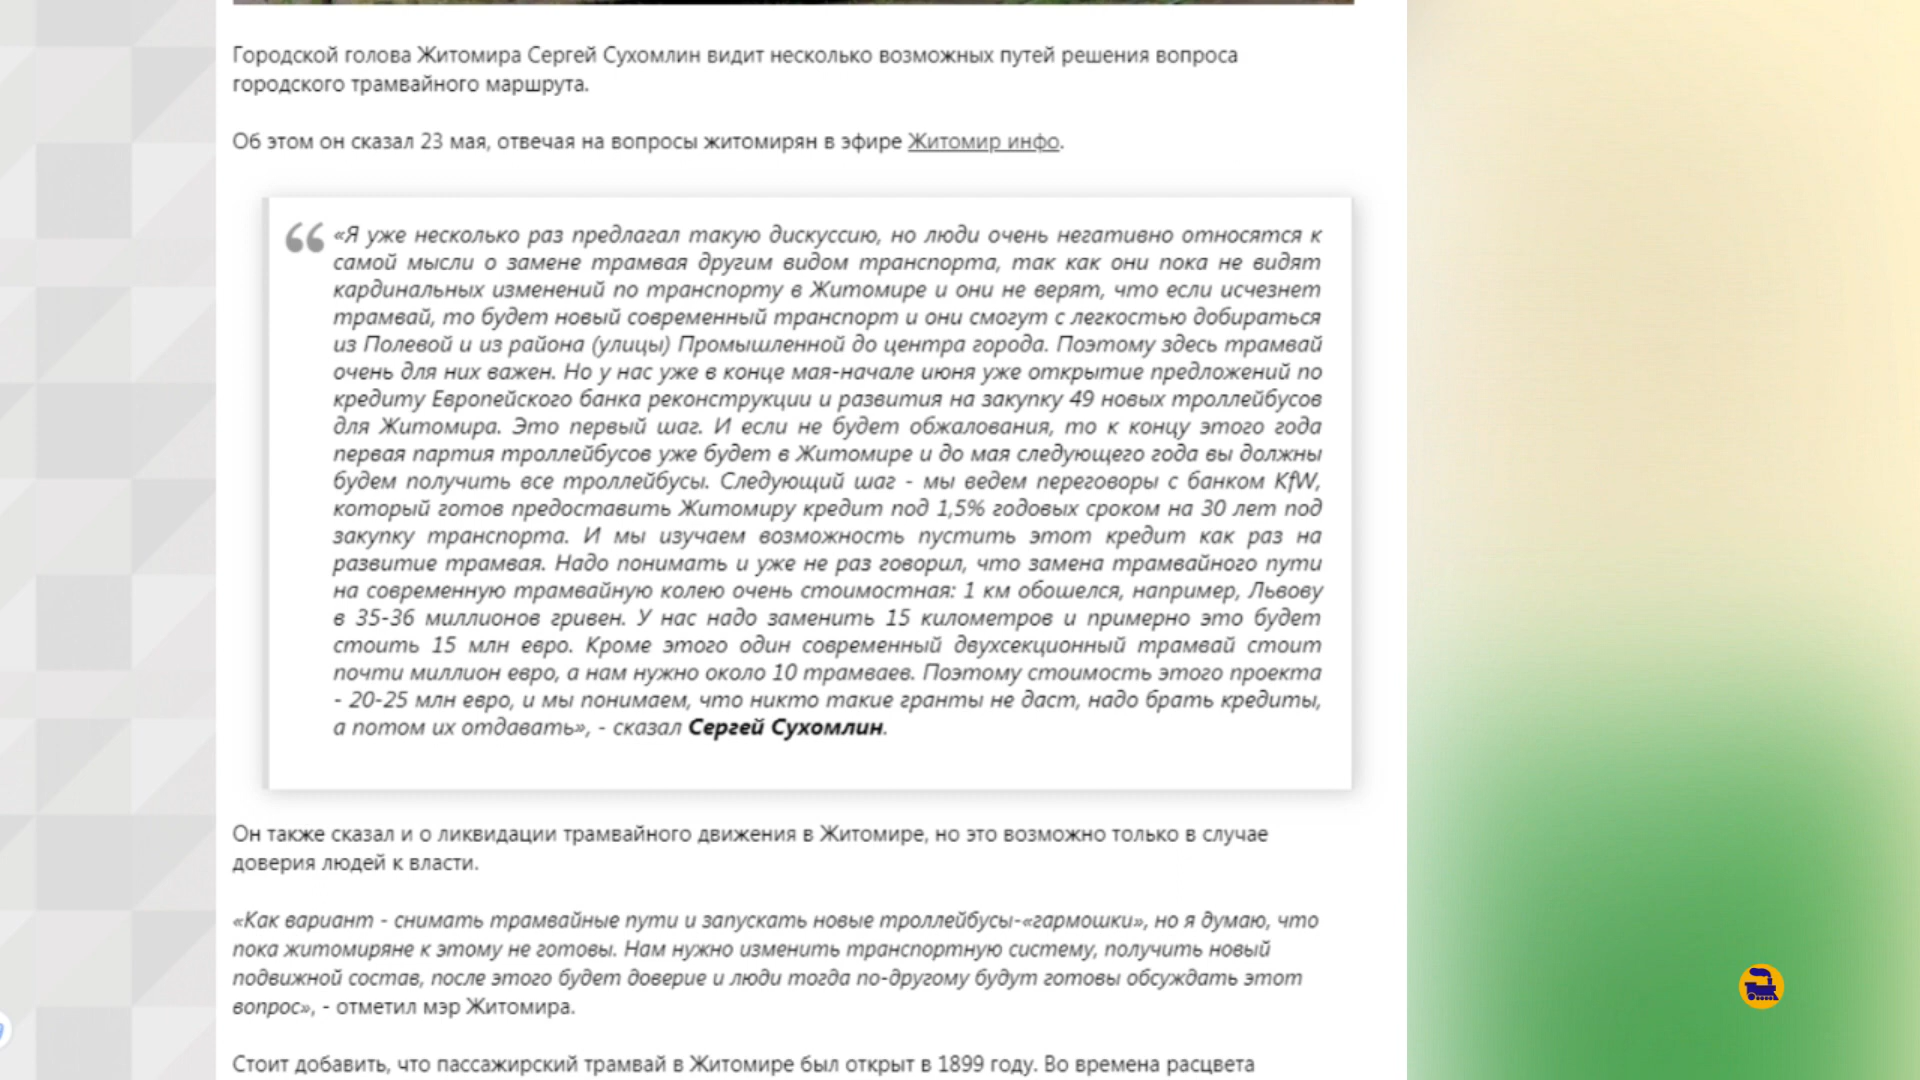 Городской голова Житомира Сергей Сухомлин видит несколько возможных путей решения вопроса
городского трамвайного маршрута.
Об этом он сказал 23 мая, отвечая на вопросы житомирян в эфире Житомир инфо.
«Я уже несколько раз предлагал такую дискуссию, но люди очень негативно относятся к
самой мысли о замене трамвая другим видом транспорта, так как они пока не видят
кардинальных изменений по транспорту в Житомире и они не верят, что если исчезнет
трамвай, то будет новый современный транспорт и они смогут с легкостью добираться
из Полевой и из района (улицы) Промышленной до центра города. Поэтому здесь трамвай
очень для них важен. Но у нас уже в конце мая-начале июня уже открытие предложений по
кредиту Европейского банка реконструкции и развития на закупку 49 новых троллейбусов
для Житомира. Это первый шаг. И если не будет обжалования, то к концу этого года
первая партия троллейбусов уже будет в Житомире и до мая следующего года вы должны
будем получить все троллейбусы. Следующий шаг - мы ведем переговоры с банком KfW,
который готов предоставить Житомиру кредит под 1,5% годовых сроком на 30 лет под
закупку транспорта. И мы изучаем возможность пустить этот кредит как раз на
развитие трамвая. Надо понимать и уже не раз говорил, что замена трамвайного пути
на современную трамвайную колею очень стоимостная: 1 км обошелся, например, Львову
в 35-36 миллионов гривен. У нас надо заменить 15 километров и примерно это будет
стоить 15 млн евро. Кроме этого один современный двухсекционный трамвай стоит
почти миллион евро, а нам нужно около 10 трамваев. Поэтому стоимость этого проекта
- 20-25 млн евро, и мы понимаем, что никто такие гранты не даст, надо брать кредиты,
а потом их отдавать», - сказал Сергей Сухомлин.
Он также сказал и о ликвидации трамвайного движения в Житомире, но это возможно только в случае
доверия людей к власти.
«Как вариант - снимать трамвайные пути и запускать новые троллейбусы-«гармошки», но я думаю, что
пока житомиряне к этому не готовы. Нам нужно изменить транспортную систему, получить новый
подвижной состав, после этого будет доверие и люди тогда по-другому будут готовы обсуждать этот
вопрос», - отметил мэр Житомира.
Стоит добавить, что пассажирский трамвай в Житомире был открыт в 1899 году. Во времена расцвета